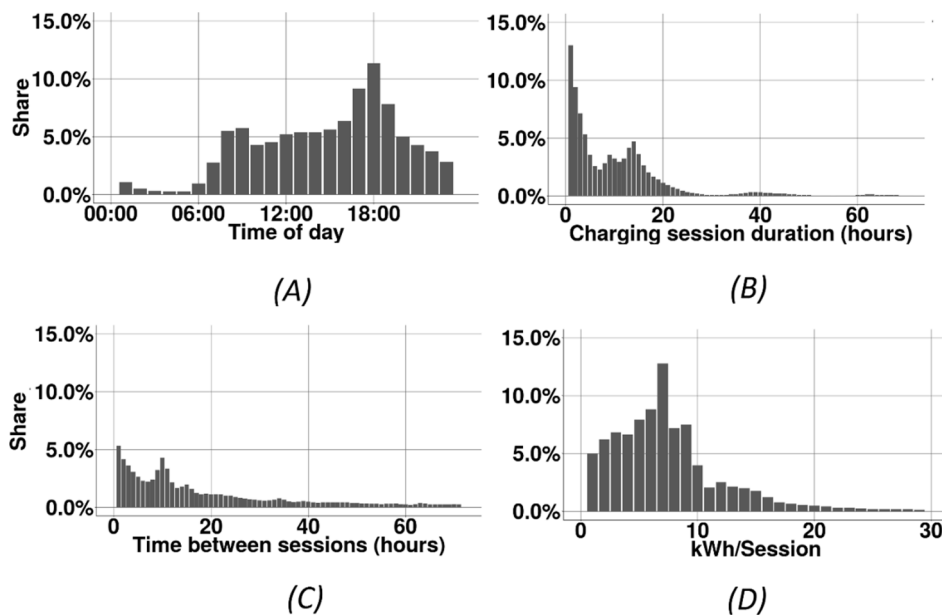 15.0%
10.0%
5.0%
0.0%
Share
00:00 06:00 12:00 18:00
Time of day
(A)
15.0%
10.0%
5.0%
0.0%
0 20 40 60
Charging session duration (hours)
(B)
15.0%
10.0%
5.0%
0.0%
Share
0 20 40 60
Time between sessions (hours)
(C)
15.0%
10.0%
5.0%
0.0%
0 10 20 30
kWh/Session
(D)